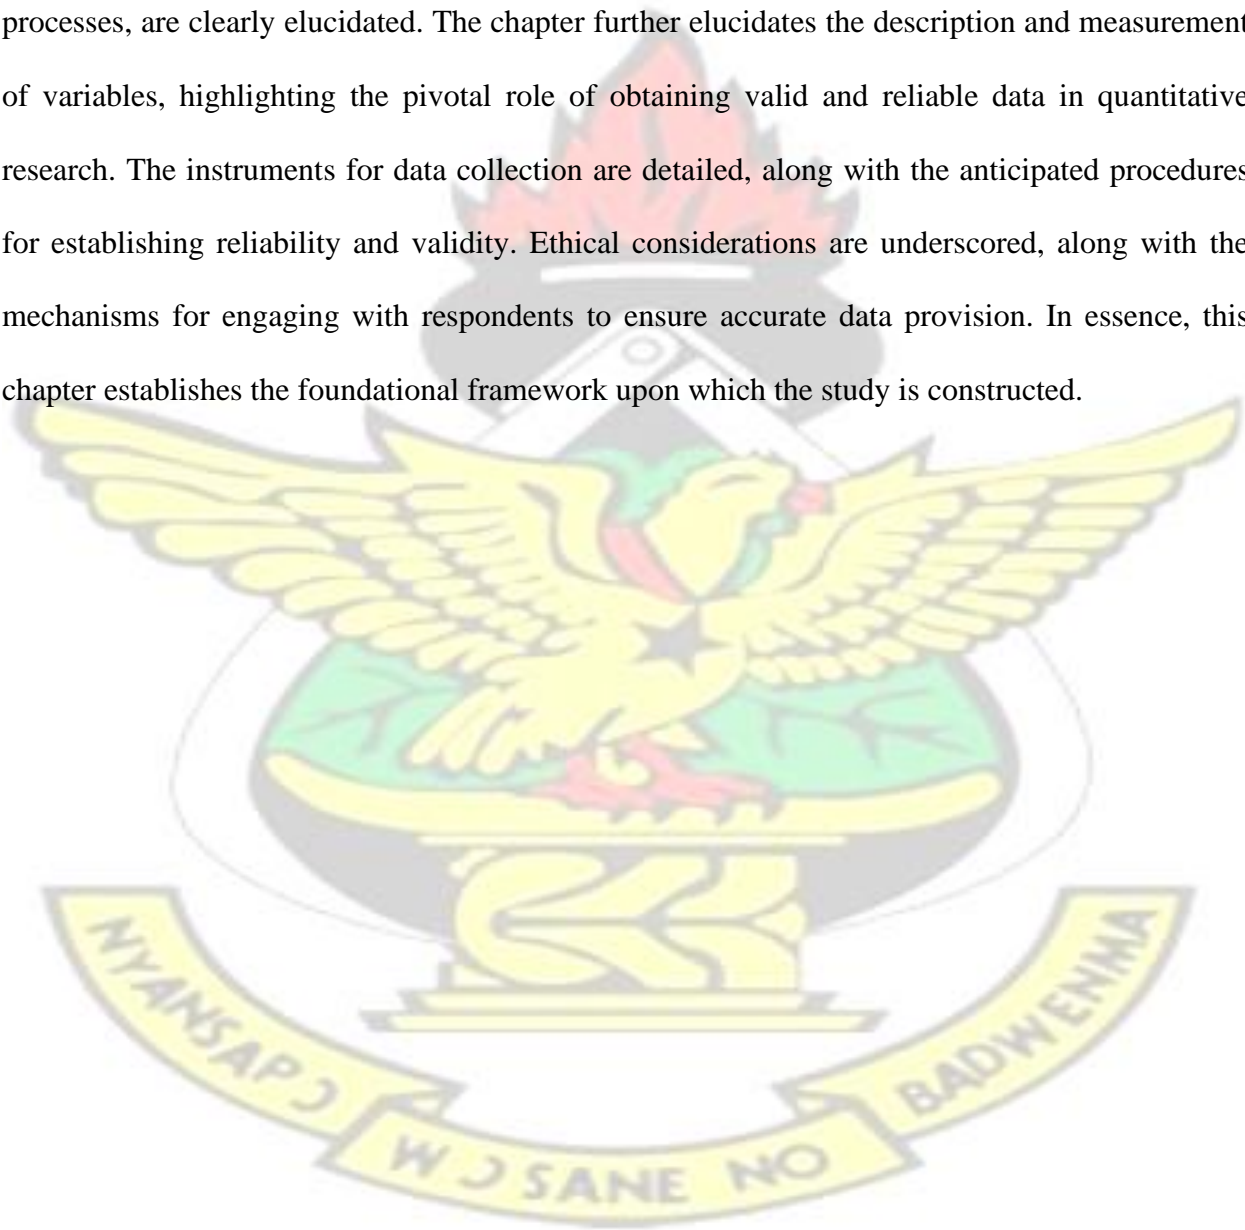 processes, are clearly elucidated. The chapter further elucidates the description and measurement
of variables, highlighting the pivotal role of obtaining valid and reliable data in quantitative
research. The instruments for data collection are detailed, along with the anticipated procedures
for establishing reliability and validity. Ethical considerations are underscored, along with the
mechanisms for engaging with respondents to ensure accurate data provision. In essence, this
chapter establishes the foundational framework upon which the study is constructed.
NYANSAPƆ
WƆSANE NO
BADWENMA